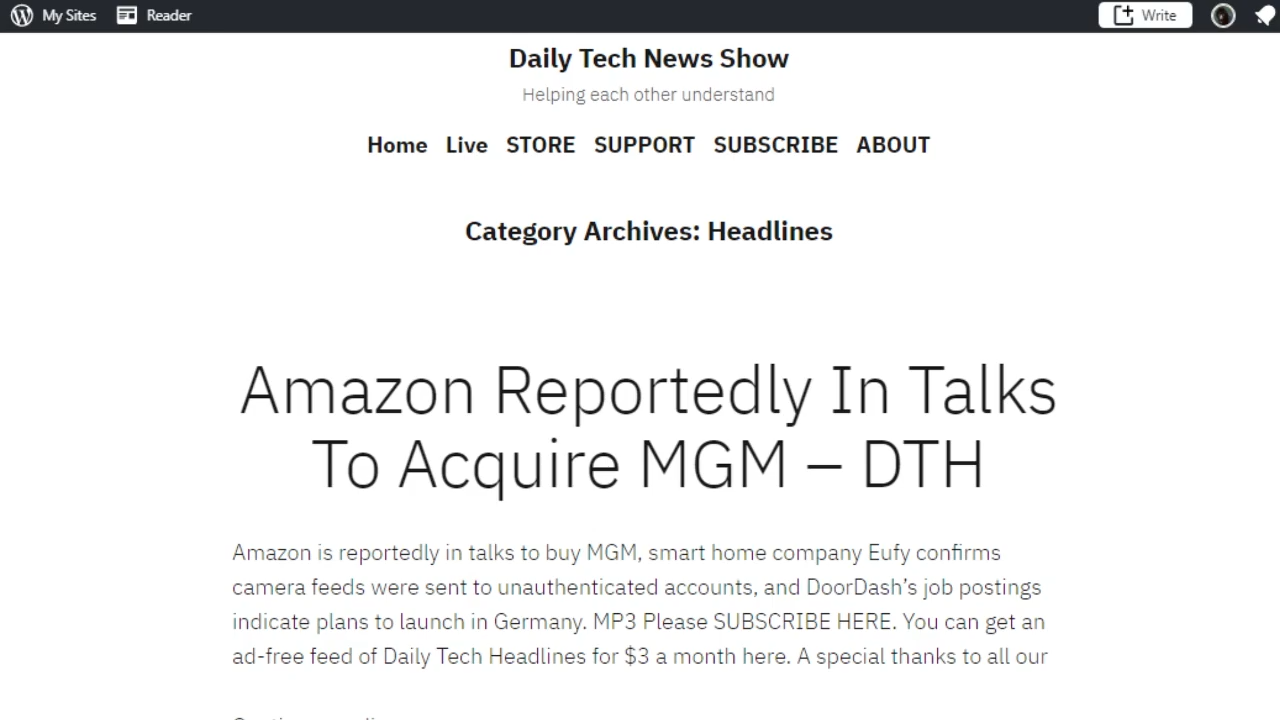 My Sites Reader Write
Daily Tech News Show
Helping each other understand
Home Live STORE SUPPORT SUBSCRIBE ABOUT
Category Archives: Headlines
Amazon Reportedly In Talks
To Acquire MGM – DTH
Amazon is reportedly in talks to buy MGM, smart home company Eufy confirms
camera feeds were sent to unauthenticated accounts, and DoorDash’s job postings
indicate plans to launch in Germany. MP3 Please SUBSCRIBE HERE. You can get an
ad-free feed of Daily Tech Headlines for $3 a month here. A special thanks to all our